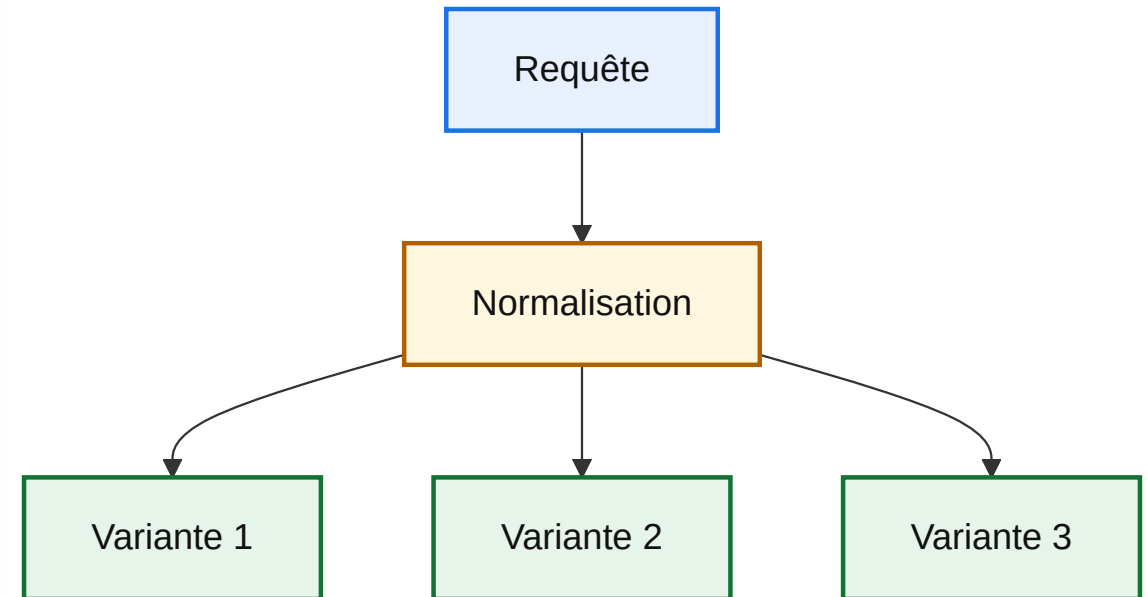 Requête
Normalisation
Variante 1
Variante 2
Variante 3